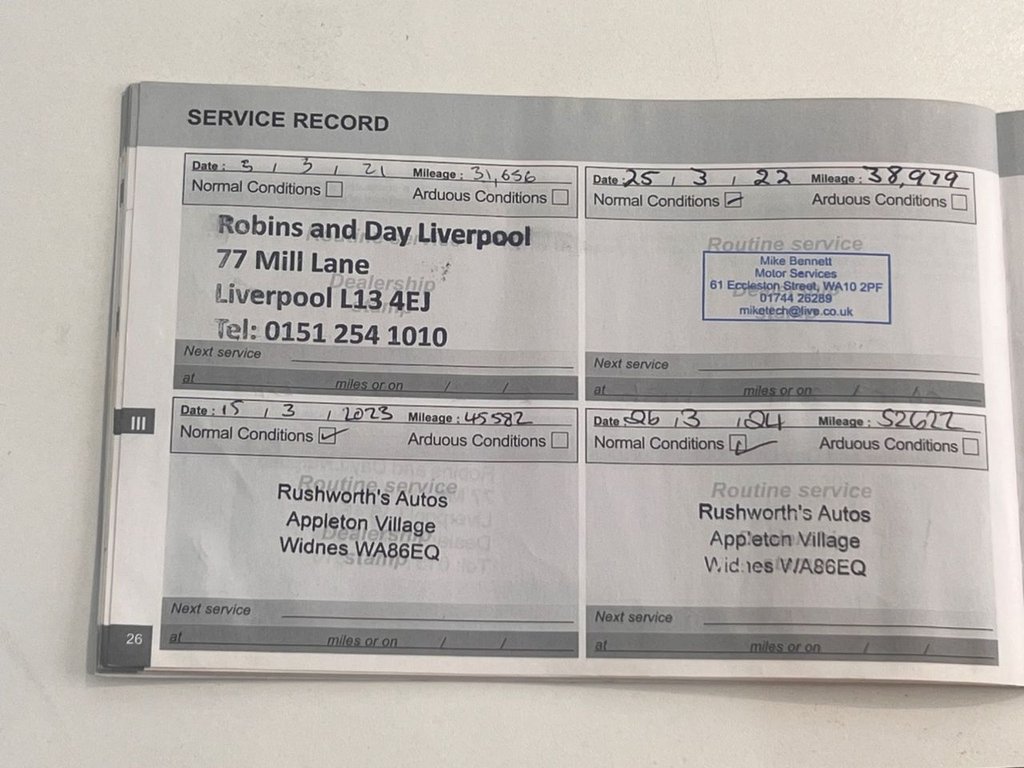 SERVICE RECORD
Date : 3 / 3 / 21 Mileage : 31,656
Normal Conditions Arduous Conditions
Robins and Day Liverpool
77 Mill Lane
Liverpool L13 4EJ
Tel: 0151 254 1010
Dealership
Next service
at miles or on / /
Date : 25 / 3 / 22 Mileage : 38,979
Normal Conditions Arduous Conditions
Routine service
Mike Bennett
Motor Services
61 Eccleston Street, WA10 2PF
01744 26289
miketech@live.co.uk
Next service
at miles or on / /
III
Date : 15 / 3 / 2023 Mileage : 45582
Normal Conditions Arduous Conditions
Routine service
Rushworth's Autos
Appleton Village
Dealership
Widnes WA86EQ
stamp
Next service
at miles or on / /
Date : 26 / 3 / 24 Mileage : 52622
Normal Conditions Arduous Conditions
Routine service
Rushworth's Autos
Appleton Village
Widnes WA86EQ
Next service
at miles or on / /
26